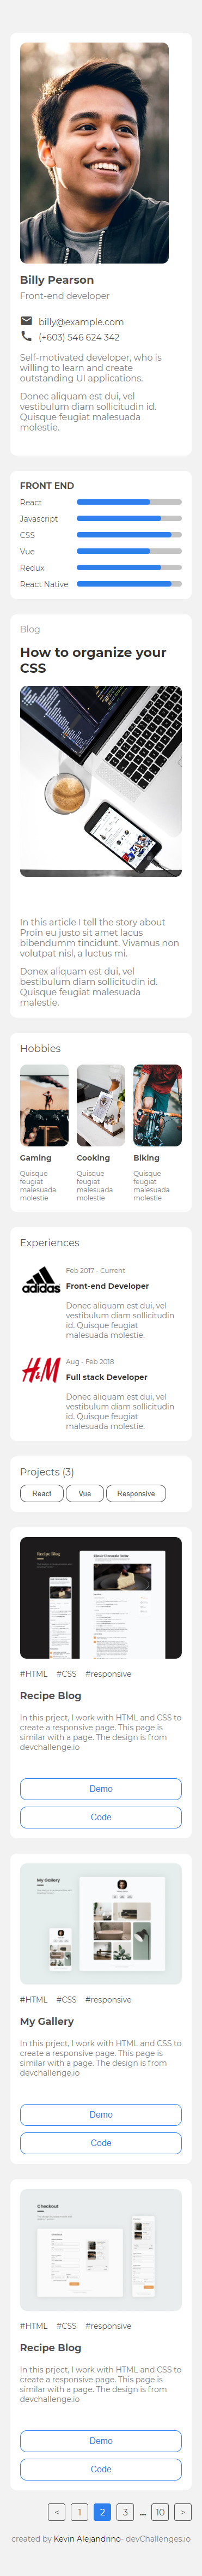 Billy Pearson
Front-end developer
billy@example.com
(+603) 546 624 342
Self-motivated developer, who is
willing to learn and create
outstanding UI applications.
Donec aliquam est dui, vel
vestibulum diam sollicitudin id.
Quisque feugiat malesuada
molestie.
FRONT END
React
Javascript
CSS
Vue
Redux
React Native
Blog
How to organize your
CSS
In this article I tell the story about
Proin eu justo sit amet lacus
bibendumm tincidunt. Vivamus non
volutpat nisl, a luctus mi.
Donex aliquam est dui, vel
bestibulum diam sollicitudin id.
Quisque feugiat malesuada
malestie.
Hobbies
Gaming
Cooking
Biking
Quisque
feugiat
malesuada
molestie
Quisque
feugiat
malesuada
molestie
Quisque
feugiat
malesuada
molestie
Experiences
adidas
Feb 2017 - Current
Front-end Developer
Donec aliquam est dui, vel
vestibulum diam sollicitudin
id. Quisque feugiat
malesuada molestie.
H&M
Aug - Feb 2018
Full stack Developer
Donec aliquam est dui, vel
vestibulum diam sollicitudin
id. Quisque feugiat
malesuada molestie.
Projects (3)
React Vue Responsive
Recipe Blog
#HTML #CSS #responsive
Recipe Blog
In this prject, I work with HTML and CSS to
create a responsive page. This page is
similar with a page. The design is from
devchallenge.io
Demo
Code
My Gallery
#HTML #CSS #responsive
My Gallery
In this prject, I work with HTML and CSS to
create a responsive page. This page is
similar with a page. The design is from
devchallenge.io
Demo
Code
Checkout
#HTML #CSS #responsive
Recipe Blog
In this prject, I work with HTML and CSS to
create a responsive page. This page is
similar with a page. The design is from
devchallenge.io
Demo
Code
< 1 2 3 ... 10 >
created by Kevin Alejandrino- devChallenges.io